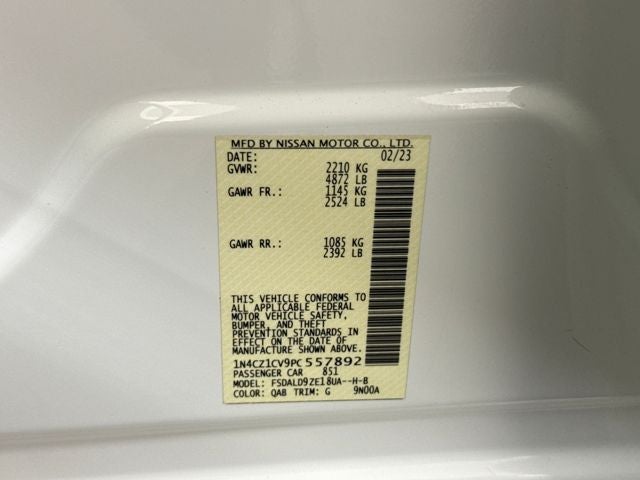 MFD BY NISSAN MOTOR CO., LTD.
DATE: 02/23
GVWR: 2210 KG
4872 LB
GAWR FR.: 1145 KG
2524 LB
GAWR RR.: 1085 KG
2392 LB
THIS VEHICLE CONFORMS TO
ALL APPLICABLE FEDERAL
MOTOR VEHICLE SAFETY,
BUMPER, AND THEFT
PREVENTION STANDARDS IN
EFFECT ON THE DATE OF
MANUFACTURE SHOWN ABOVE.
1N4CZ1CV9PC557892
PASSENGER CAR 851
MODEL: FSDALD9ZE18UA--H-B
COLOR: QAB TRIM: G 9N00A